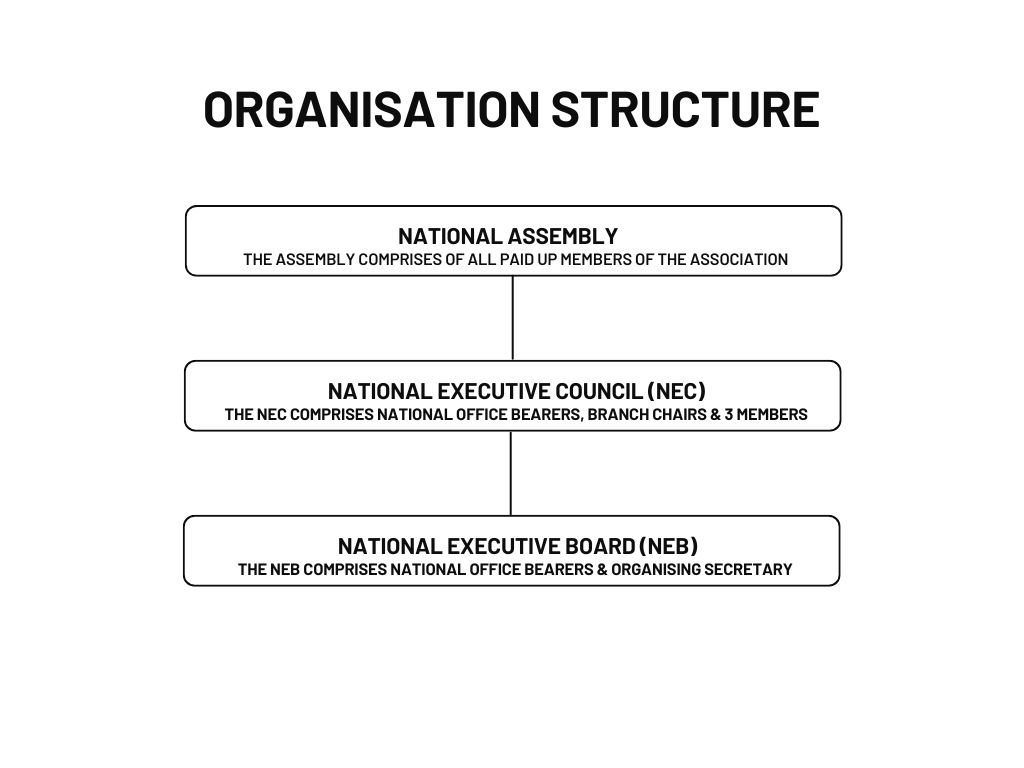 ORGANISATION STRUCTURE
NATIONAL ASSEMBLY
THE ASSEMBLY COMPRISES OF ALL PAID UP MEMBERS OF THE ASSOCIATION
NATIONAL EXECUTIVE COUNCIL (NEC)
THE NEC COMPRISES NATIONAL OFFICE BEARERS, BRANCH CHAIRS & 3 MEMBERS
NATIONAL EXECUTIVE BOARD (NEB)
THE NEB COMPRISES NATIONAL OFFICE BEARERS & ORGANISING SECRETARY